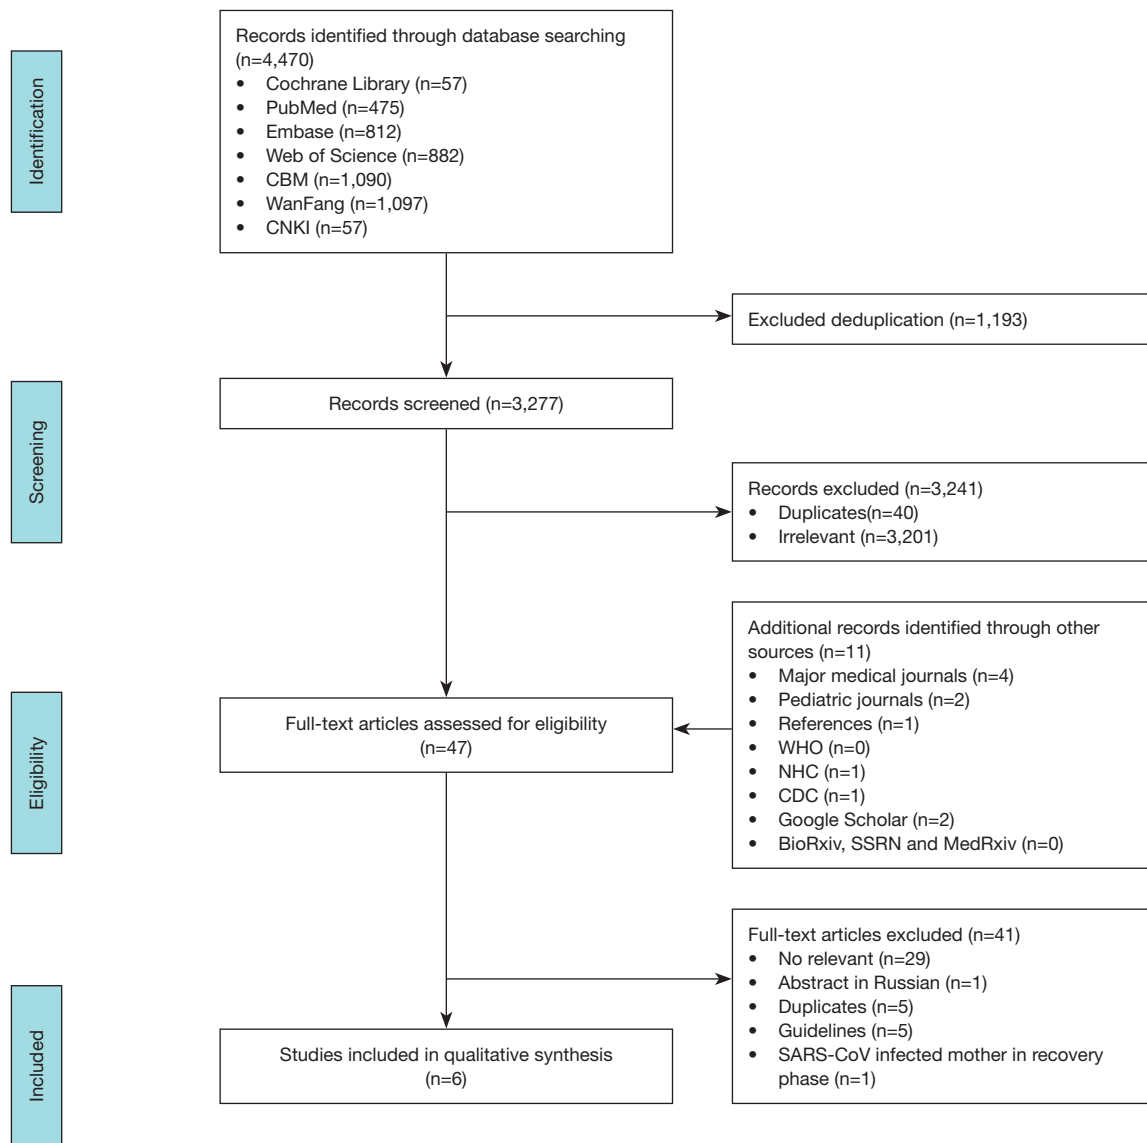 Identification
Records identified through database searching
(n=4,470)
• Cochrane Library (n=57)
• PubMed (n=475)
• Embase (n=812)
• Web of Science (n=882)
• CBM (n=1,090)
• WanFang (n=1,097)
• CNKI (n=57)
Excluded deduplication (n=1,193)
Screening
Records screened (n=3,277)
Records excluded (n=3,241)
• Duplicates(n=40)
• Irrelevant (n=3,201)
Additional records identified through other
sources (n=11)
• Major medical journals (n=4)
• Pediatric journals (n=2)
• References (n=1)
• WHO (n=0)
• NHC (n=1)
• CDC (n=1)
• Google Scholar (n=2)
• BioRxiv, SSRN and MedRxiv (n=0)
Eligibility
Full-text articles assessed for eligibility
(n=47)
Full-text articles excluded (n=41)
• No relevant (n=29)
• Abstract in Russian (n=1)
• Duplicates (n=5)
• Guidelines (n=5)
• SARS-CoV infected mother in recovery
phase (n=1)
Included
Studies included in qualitative synthesis
(n=6)